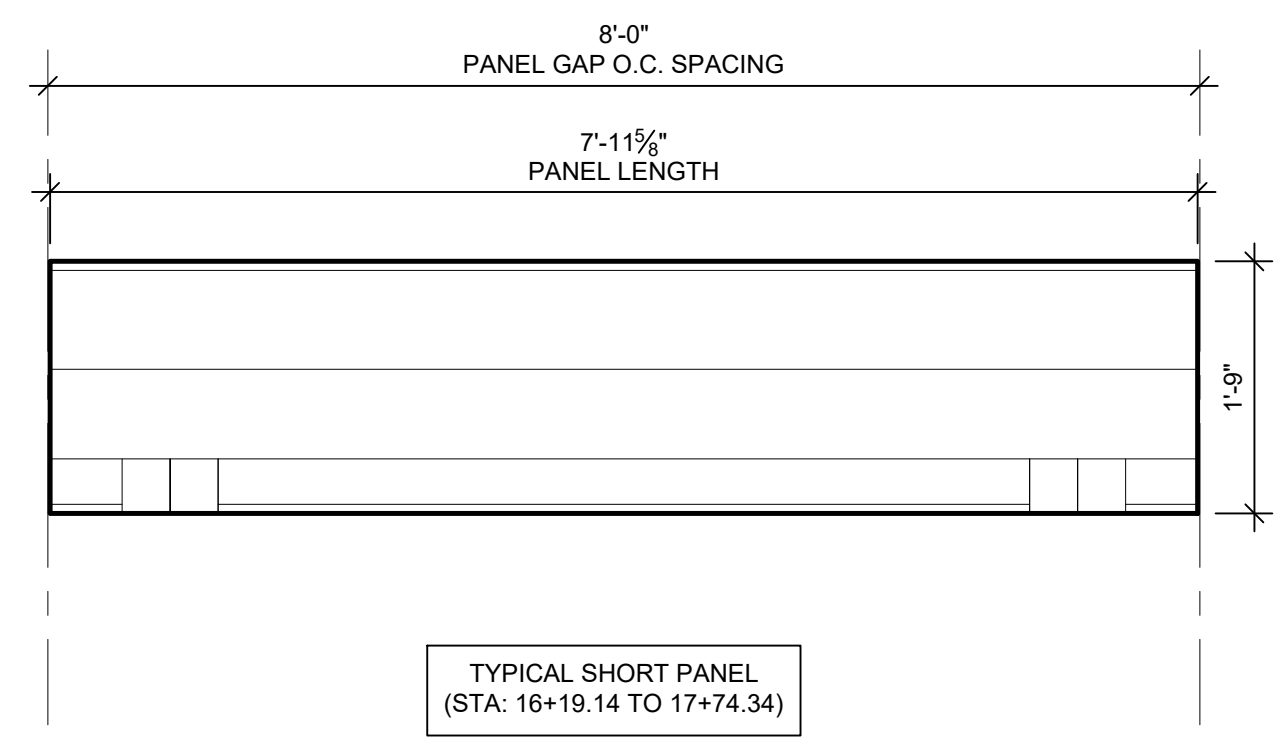 8'-0"
PANEL GAP O.C. SPACING
7'-11⅝"
PANEL LENGTH
1'-9"
TYPICAL SHORT PANEL
(STA: 16+19.14 TO 17+74.34)